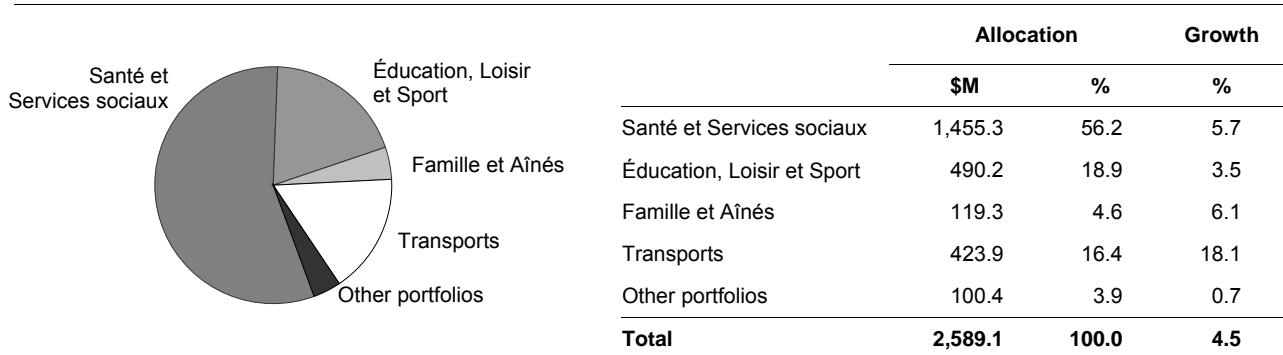 Santé et
Services sociaux
Éducation, Loisir
et Sport
Famille et Aînés
Transports
Other portfolios
Allocation Growth
$M % %
Santé et Services sociaux 1,455.3 56.2 5.7
Éducation, Loisir et Sport 490.2 18.9 3.5
Famille et Aînés 119.3 4.6 6.1
Transports 423.9 16.4 18.1
Other portfolios 100.4 3.9 0.7
Total 2,589.1 100.0 4.5